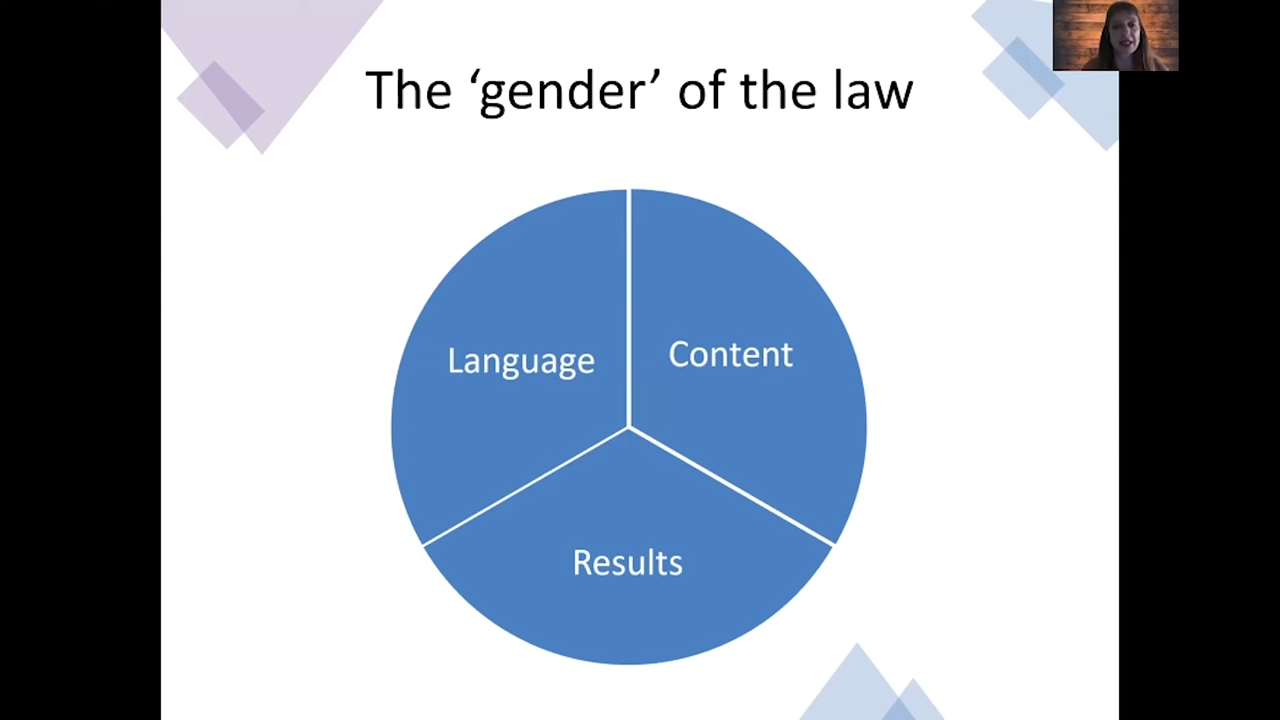 The ‘gender’ of the law
Language
Content
Results